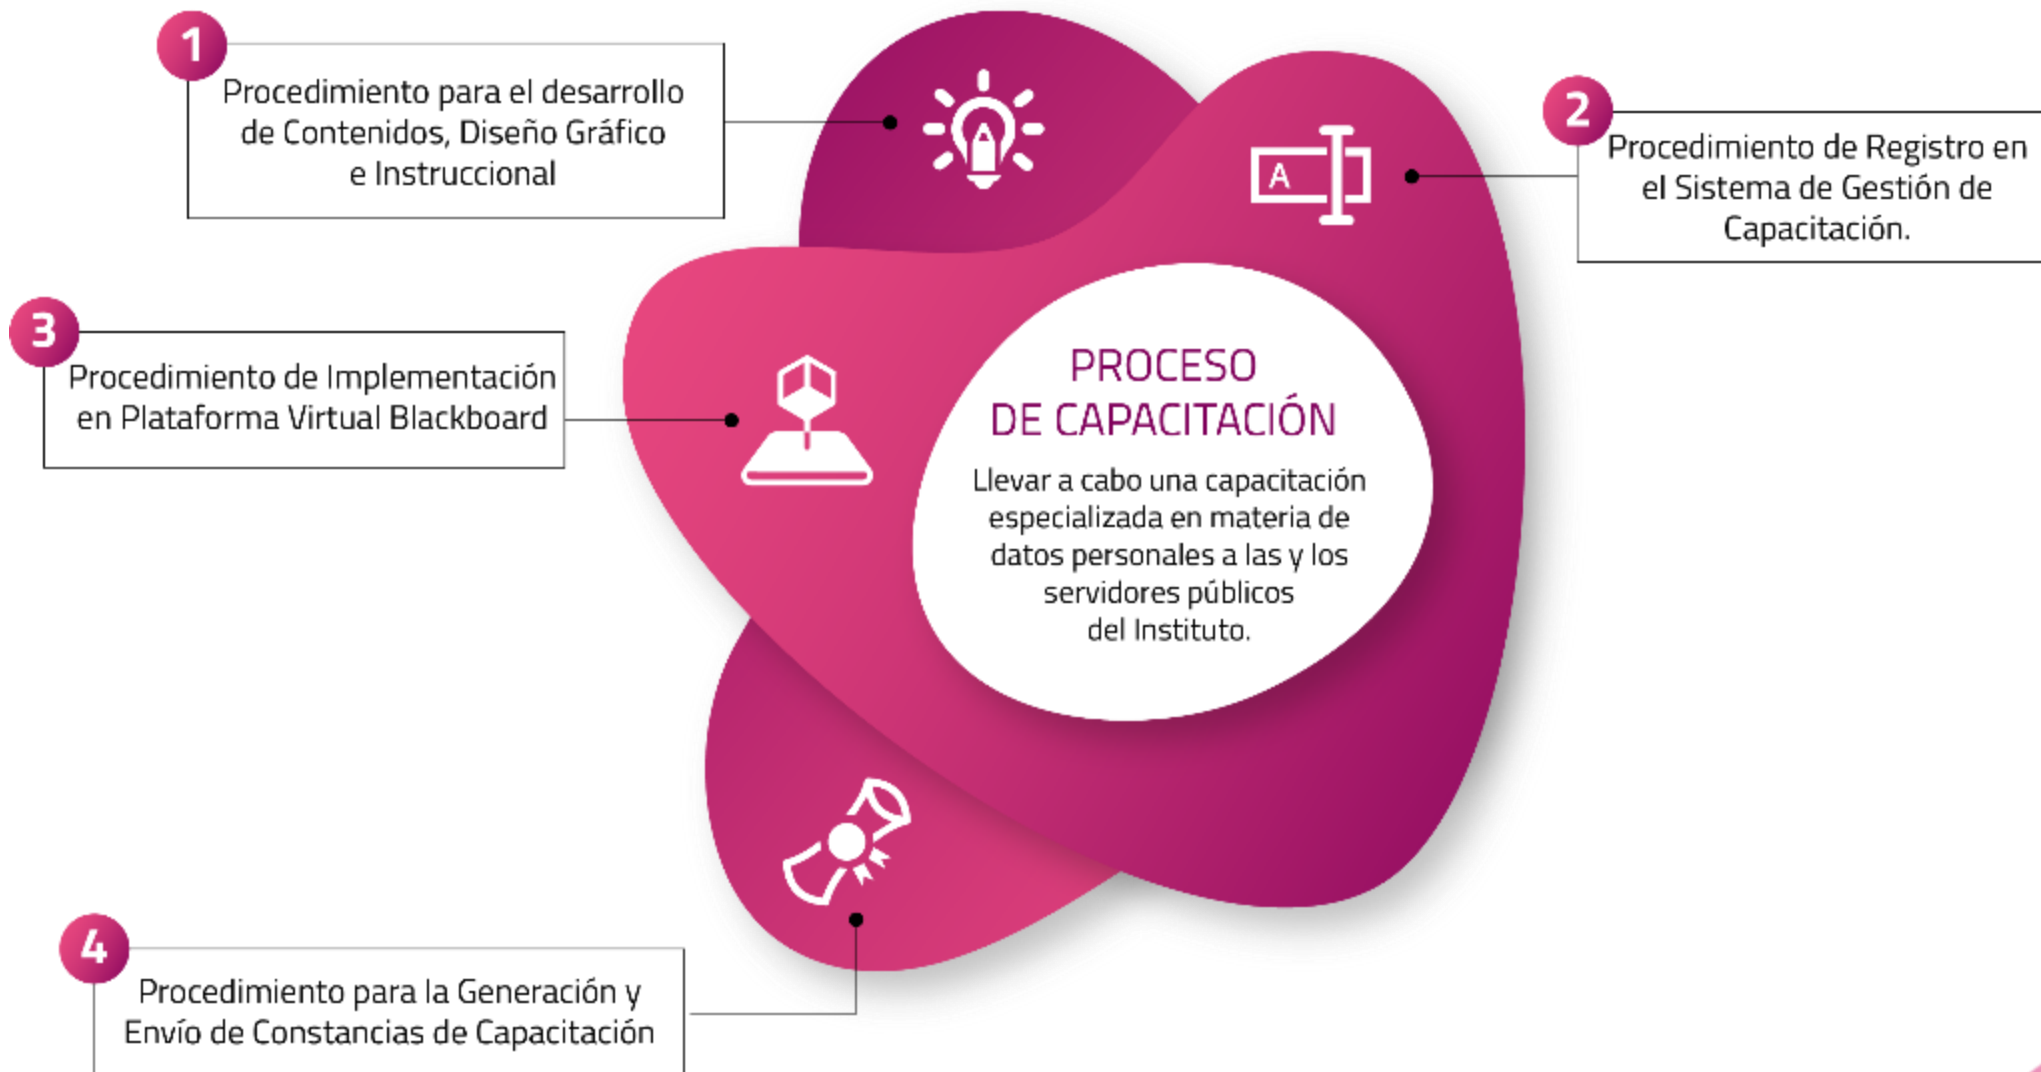 1
Procedimiento para el desarrollo
de Contenidos, Diseño Gráfico
e Instruccional
A
2
Procedimiento de Registro en
el Sistema de Gestión de
Capacitación.
3
Procedimiento de Implementación
en Plataforma Virtual Blackboard
PROCESO
DE CAPACITACIÓN
Llevar a cabo una capacitación
especializada en materia de
datos personales a las y los
servidores públicos
del Instituto.
4
Procedimiento para la Generación y
Envío de Constancias de Capacitación